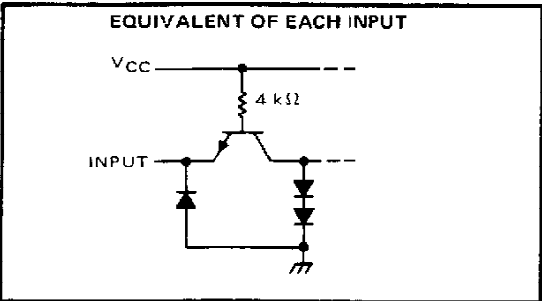 EQUIVALENT OF EACH INPUT
VCC
4 kΩ
INPUT